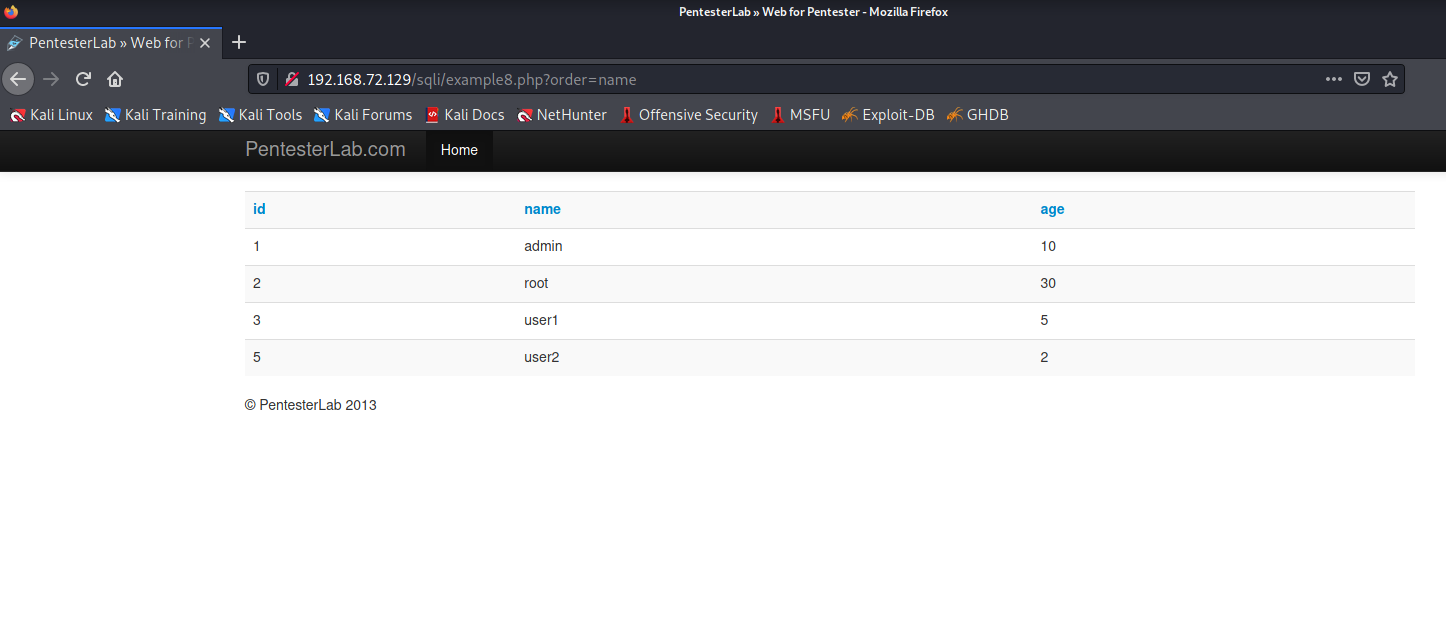 PentesterLab » Web for Pentester - Mozilla Firefox
PentesterLab » Web for P
192.168.72.129/sqli/example8.php?order=name
Kali Linux Kali Training Kali Tools Kali Forums Kali Docs NetHunter Offensive Security MSFU Exploit-DB GHDB
PentesterLab.com Home
id name age
1 admin 10
2 root 30
3 user1 5
5 user2 2
© PentesterLab 2013